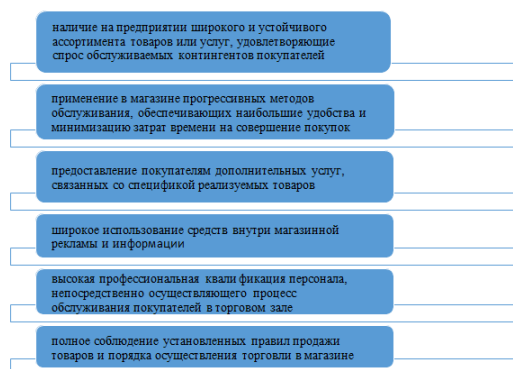 наличие на предприятии широкого и устойчивого
ассортимента товаров или услуг, удовлетворяющие
спрос обслуживаемых контингентов покупателей
применение в магазине прогрессивных методов
обслуживания, обеспечивающих наибольшие удобства и
минимизацию затрат времени на совершение покупок
предоставление покупателям дополнительных услуг,
связанных со спецификой реализуемых товаров
широкое использование средств внутри магазинной
рекламы и информации
высокая профессиональная квалификация персонала,
непосредственно осуществляющего процесс
обслуживания покупателей в торговом зале
полное соблюдение установленных правил продажи
товаров и порядка осуществления торговли в магазине